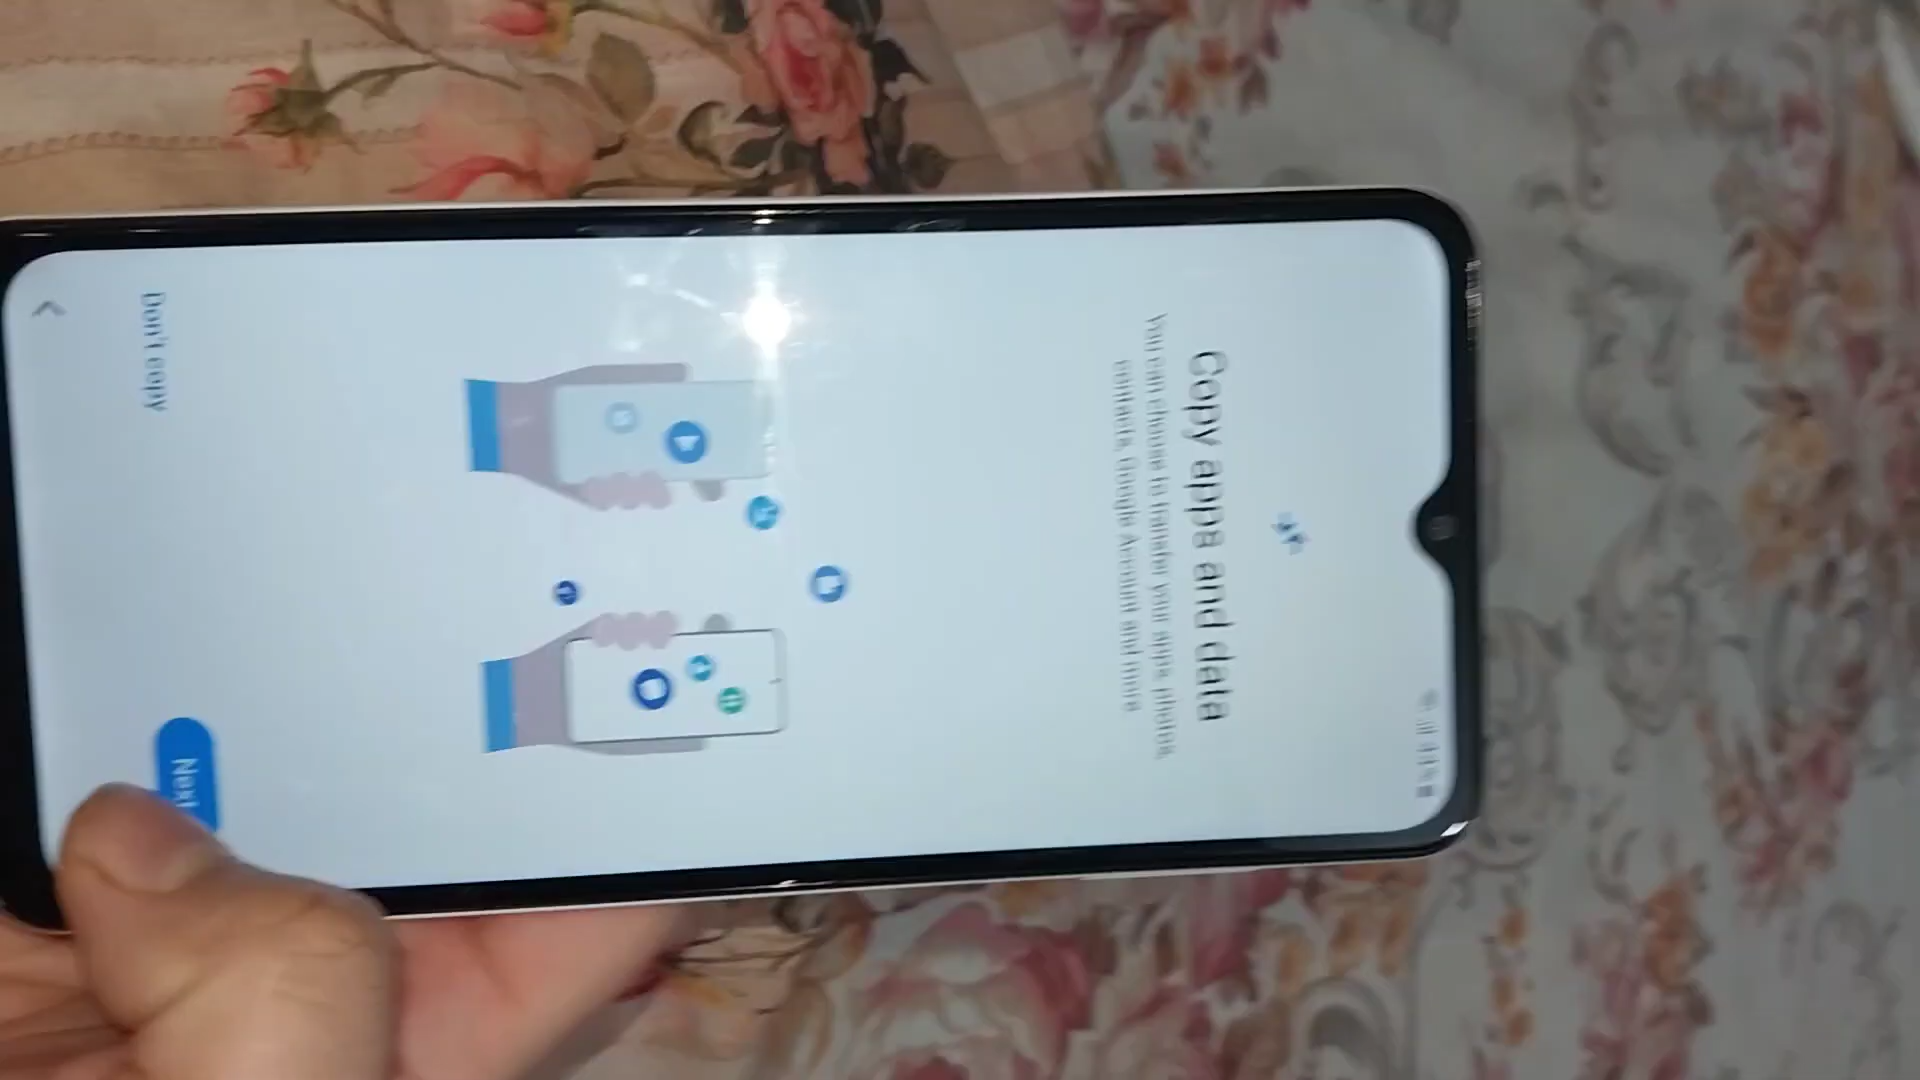 Copy apps and data
You can choose to transfer your apps, photos,
contacts, Google Account and more
Don't copy
Next